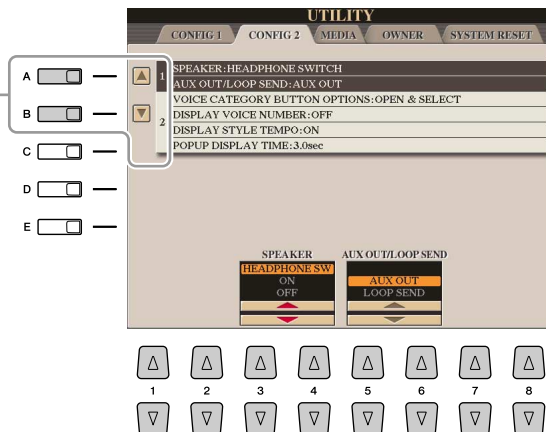 UTILITY
CONFIG 1 CONFIG 2 MEDIA OWNER SYSTEM RESET
A
B
C
D
E
1 SPEAKER:HEADPHONE SWITCH
AUX OUT/LOOP SEND:AUX OUT
2 VOICE CATEGORY BUTTON OPTIONS:OPEN & SELECT
DISPLAY VOICE NUMBER:OFF
DISPLAY STYLE TEMPO:ON
POPUP DISPLAY TIME:3.0sec
SPEAKER AUX OUT/LOOP SEND
HEADPHONE SW
ON AUX OUT
OFF LOOP SEND
1 2 3 4 5 6 7 8